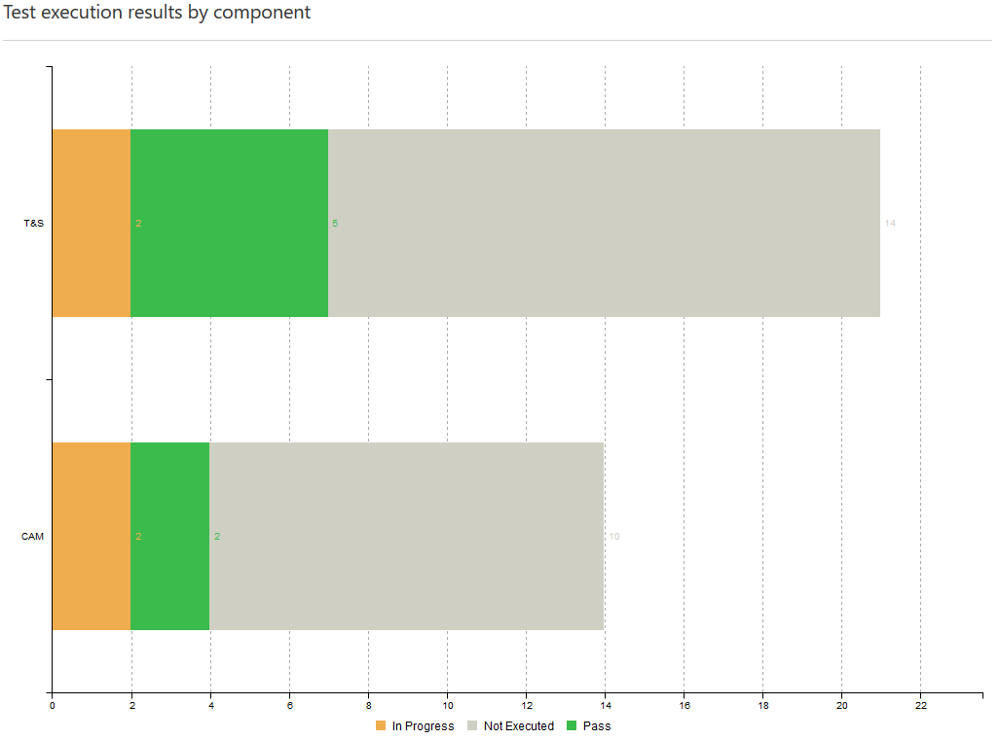 Test execution results by component
T&S
2
5
14
CAM
2
2
10
0 2 4 6 8 10 12 14 16 18 20 22
In Progress Not Executed Pass